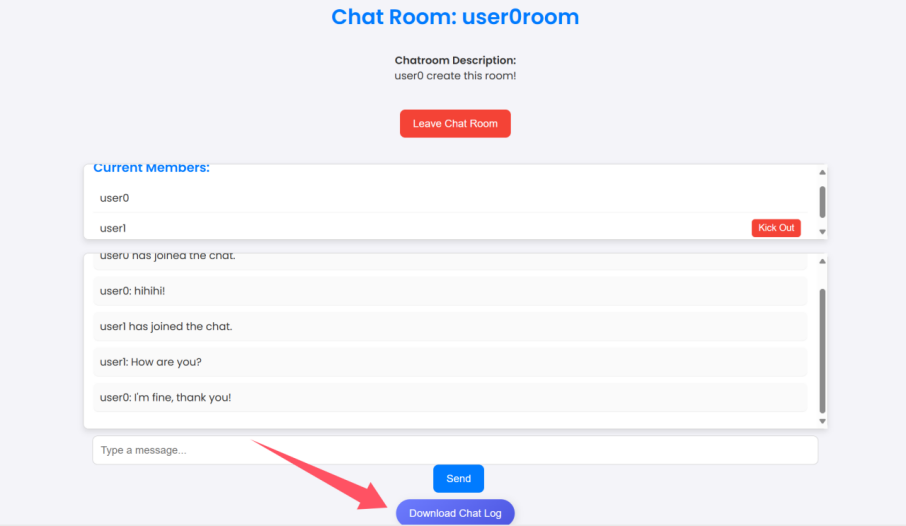 Chat Room: user0room
Chatroom Description:
user0 create this room!
Leave Chat Room
Current Members:
user0
user1
Kick Out
user0 has joined the chat.
user0: hihihi!
user1 has joined the chat.
user1: How are you?
user0: I'm fine, thank you!
Type a message...
Send
Download Chat Log